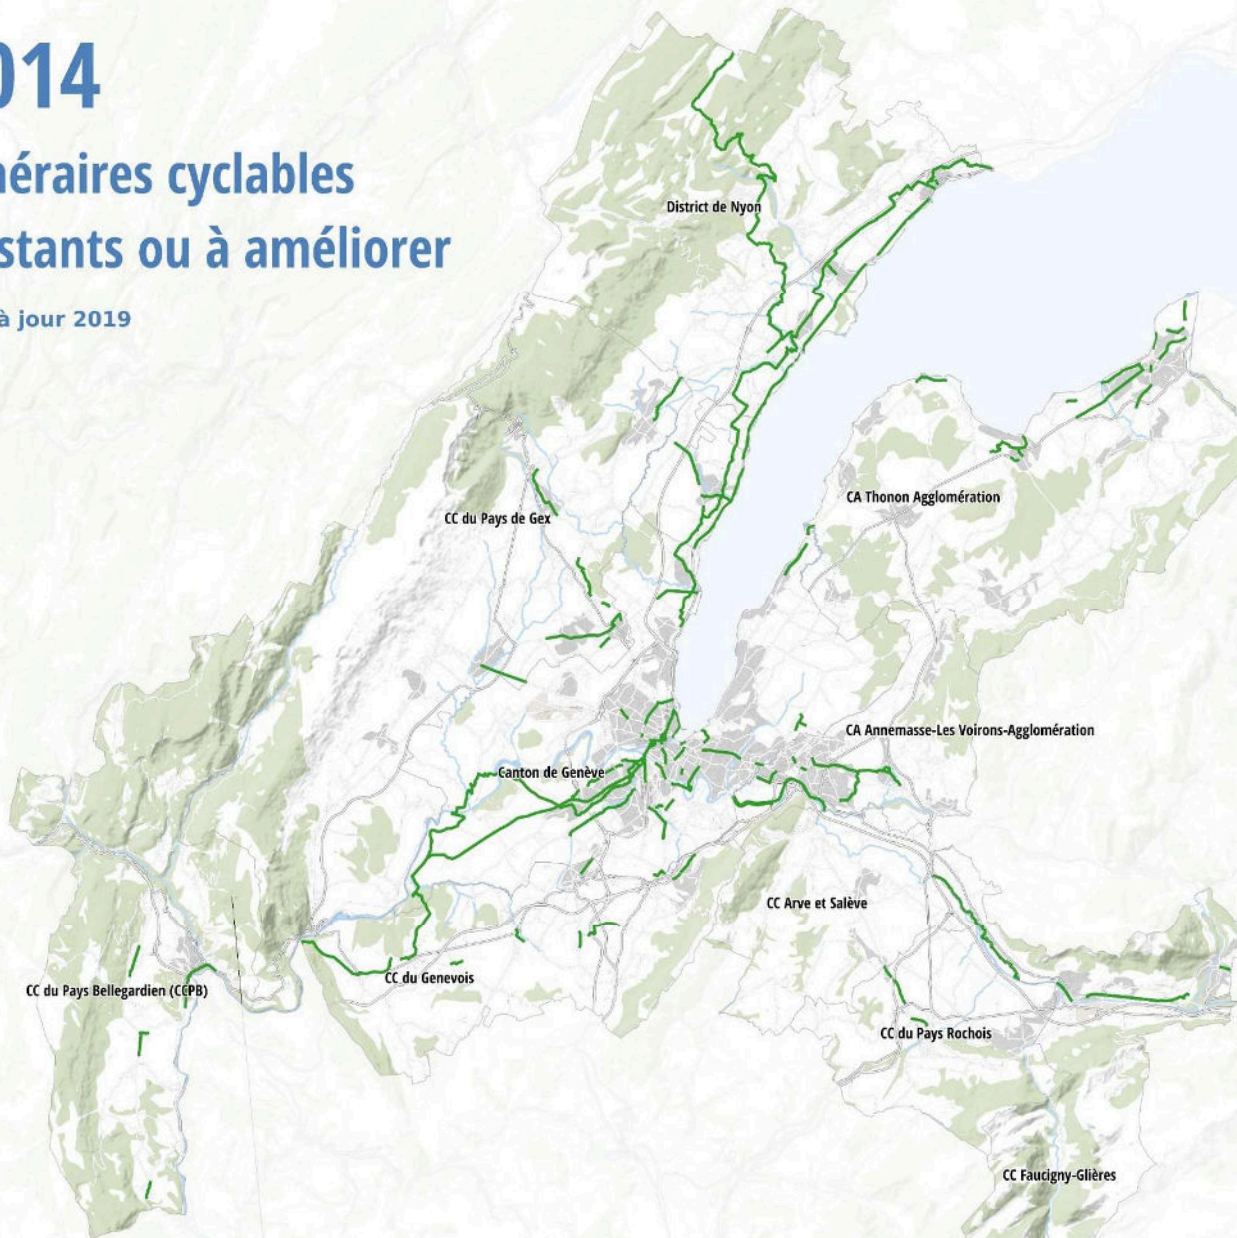 014
néraires cyclables
stants ou à améliorer
à jour 2019
District de Nyon
CA Thonon Agglomération
CC du Pays de Gex
CA Annemasse-Les Voirons-Agglomération
Canton de Genève
CC Arve et Salève
CC du Genevois
CC du Pays Bellegardien (CCPB)
CC du Pays Rochois
CC Faucigny-Glières